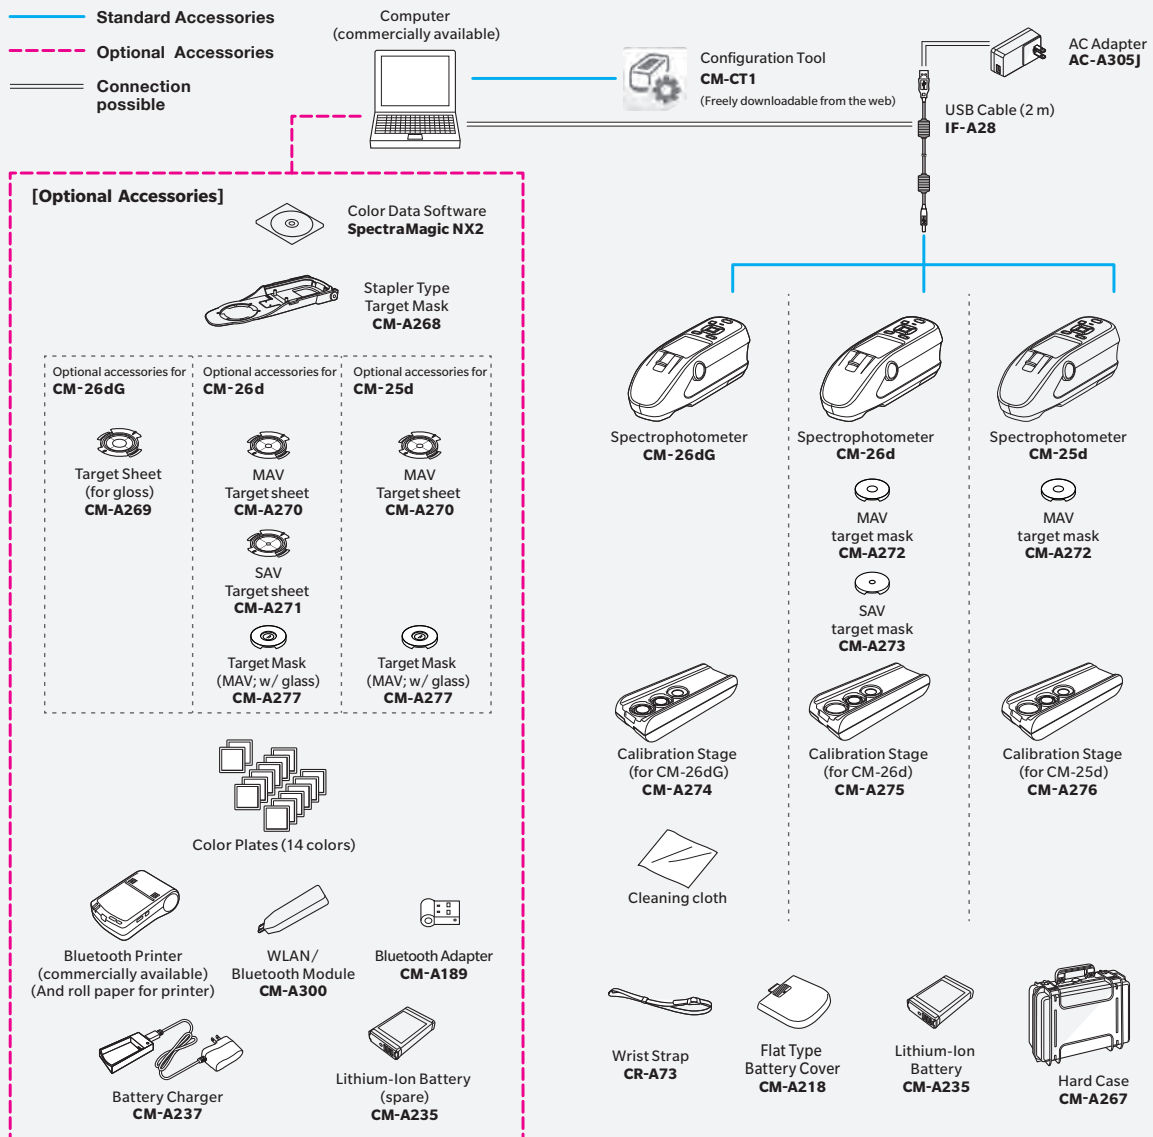 Standard Accessories
Optional Accessories
Connection
possible
Computer
(commercially available)
Configuration Tool
CM-CT1
(Freely downloadable from the web)
AC Adapter
AC-A305J
USB Cable (2 m)
IF-A28
[Optional Accessories]
Color Data Software
SpectraMagic NX2
Stapler Type
Target Mask
CM-A268
Optional accessories for
CM-26dG
Target Sheet
(for gloss)
CM-A269
Optional accessories for
CM-26d
MAV
Target sheet
CM-A270
SAV
Target sheet
CM-A271
Target Mask
(MAV; w/ glass)
CM-A277
Optional accessories for
CM-25d
MAV
Target sheet
CM-A270
Target Mask
(MAV; w/ glass)
CM-A277
Color Plates (14 colors)
Bluetooth Printer
(commercially available)
(And roll paper for printer)
WLAN/
Bluetooth Module
CM-A300
Bluetooth Adapter
CM-A189
Battery Charger
CM-A237
Lithium-Ion Battery
(spare)
CM-A235
Spectrophotometer
CM-26dG
Spectrophotometer
CM-26d
Spectrophotometer
CM-25d
MAV
target mask
CM-A272
MAV
target mask
CM-A272
SAV
target mask
CM-A273
Calibration Stage
(for CM-26dG)
CM-A274
Calibration Stage
(for CM-26d)
CM-A275
Calibration Stage
(for CM-25d)
CM-A276
Cleaning cloth
Wrist Strap
CR-A73
Flat Type
Battery Cover
CM-A218
Lithium-Ion
Battery
CM-A235
Hard Case
CM-A267